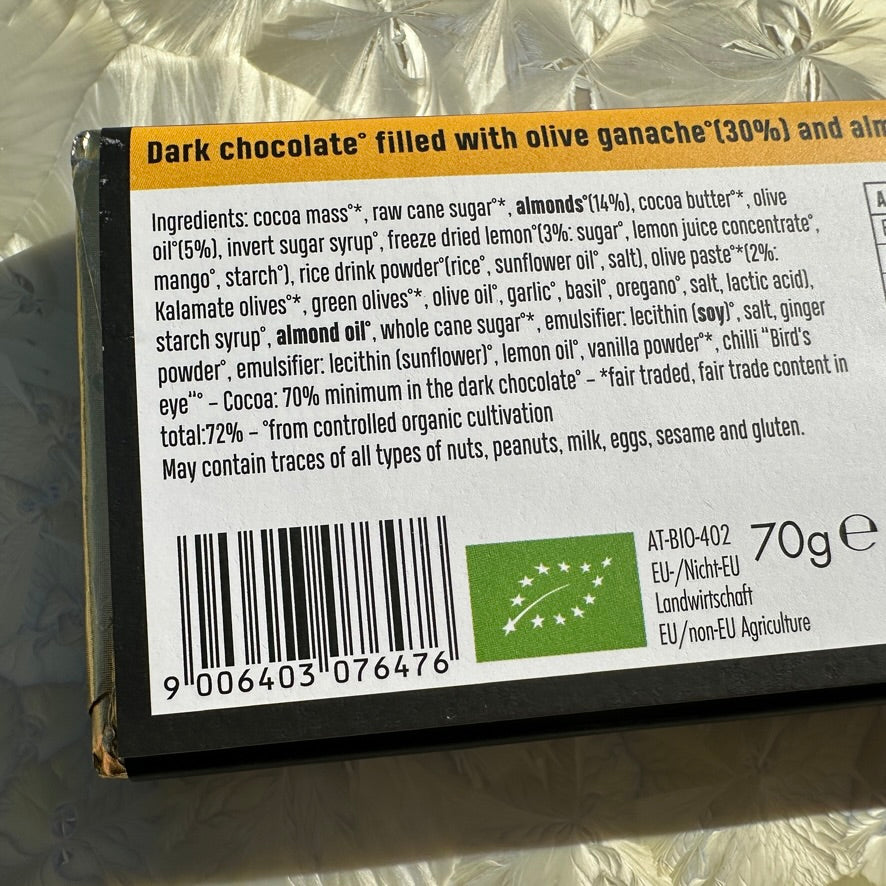 Dark chocolate° filled with olive ganache°(30%) and
Ingredients: cocoa mass°*, raw cane sugar°*, almonds°(14%), cocoa butter°*, olive
oil°(5%), invert sugar syrup°, freeze dried lemon°(3%: sugar°, lemon juice concentrate°,
mango°, starch°), rice drink powder°(rice°, sunflower oil°, salt), olive paste°*(2%:
Kalamate olives°*, green olives°*, olive oil°, garlic°, basil°, oregano°, salt, lactic acid),
starch syrup°, almond oil°, whole cane sugar°*, emulsifier: lecithin (soy)°, salt, ginger
powder°, emulsifier: lecithin (sunflower)°, lemon oil°, vanilla powder°*, chilli "Bird's
eye"° – Cocoa: 70% minimum in the dark chocolate° – *fair traded, fair trade content in
total:72% – °from controlled organic cultivation
May contain traces of all types of nuts, peanuts, milk, eggs, sesame and gluten.
9 006403 076476
AT-BIO-402
EU-/Nicht-EU
Landwirtschaft
EU/non-EU Agriculture
70g e